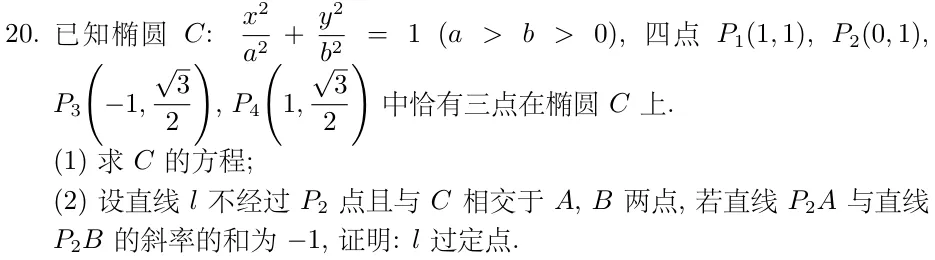 20. 已知椭圆 C: x²/a² + y²/b² = 1 (a > b > 0), 四点 P₁(1, 1), P₂(0, 1),
P₃(−1, √3/2), P₄(1, √3/2) 中恰有三点在椭圆 C 上.
(1) 求 C 的方程;
(2) 设直线 l 不经过 P₂ 点且与 C 相交于 A, B 两点, 若直线 P₂A 与直线
P₂B 的斜率的和为 −1, 证明: l 过定点.